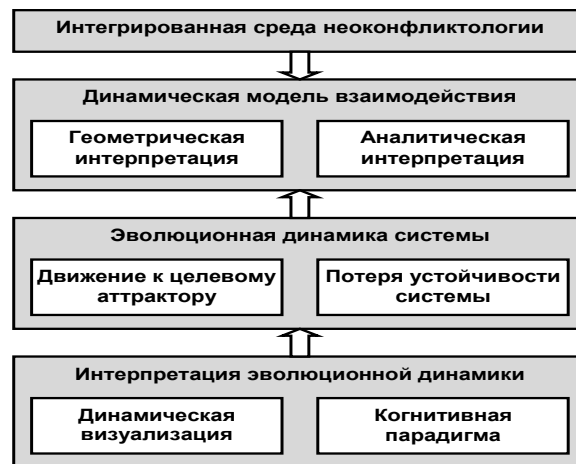 Интегрированная среда неоконфликтологии
Динамическая модель взаимодействия
Геометрическая
интерпретация
Аналитическая
интерпретация
Эволюционная динамика системы
Движение к целевому
аттрактору
Потеря устойчивости
системы
Интерпретация эволюционной динамики
Динамическая
визуализация
Когнитивная
парадигма